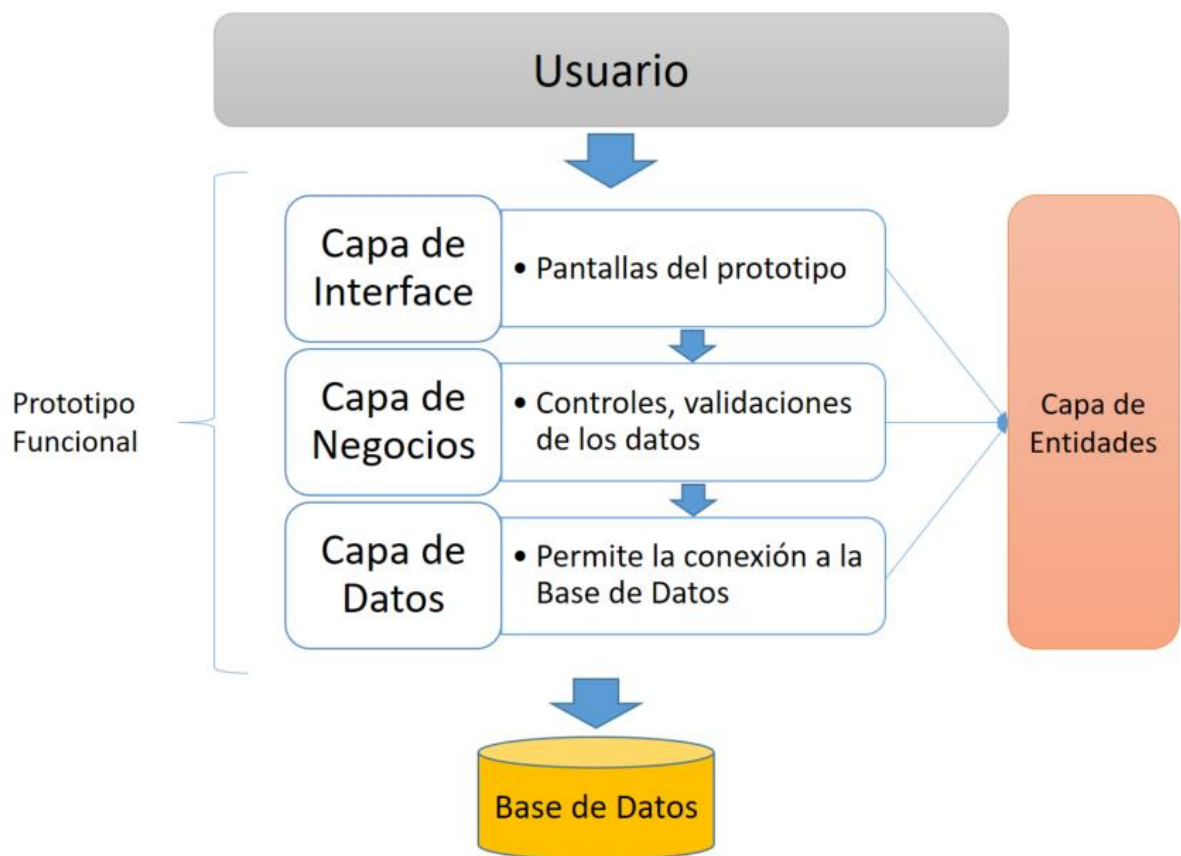 Usuario
Capa de
Interface
• Pantallas del prototipo
Prototipo
Funcional
Capa de
Negocios
• Controles, validaciones
de los datos
Capa de
Entidades
Capa de
Datos
• Permite la conexión a la
Base de Datos
Base de Datos